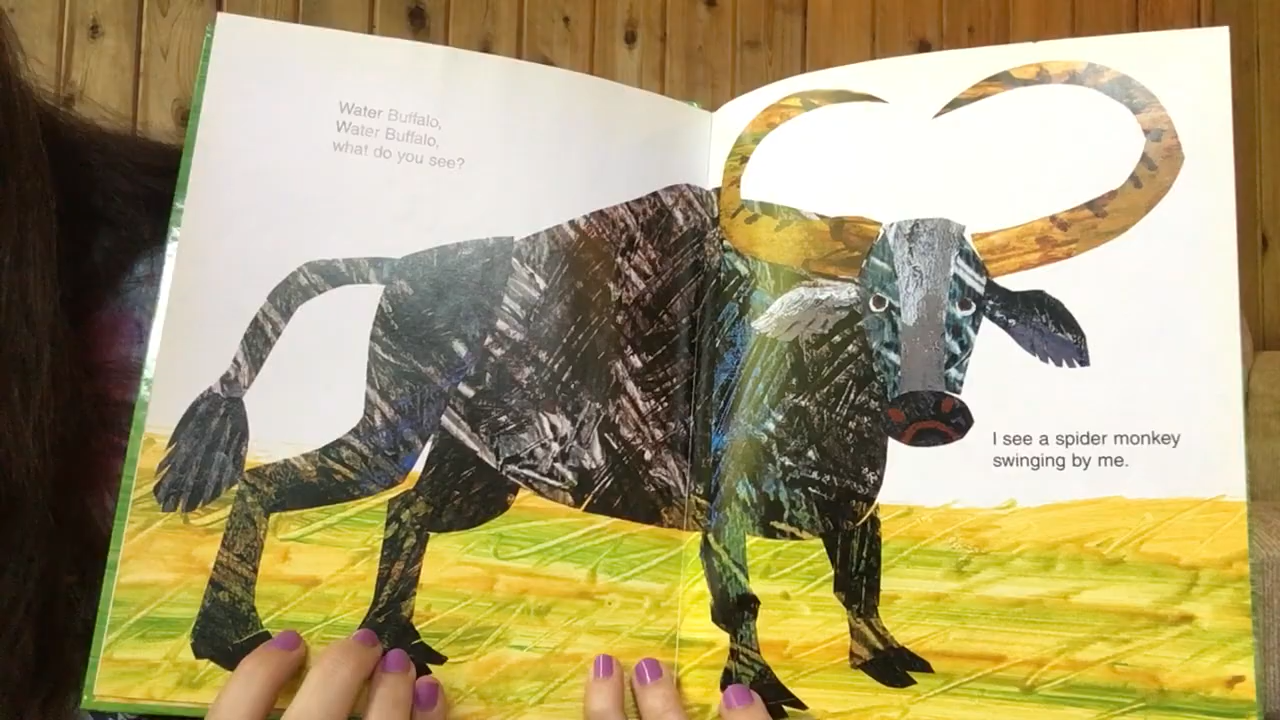 Water Buffalo,
Water Buffalo,
what do you see?
I see a spider monkey
swinging by me.